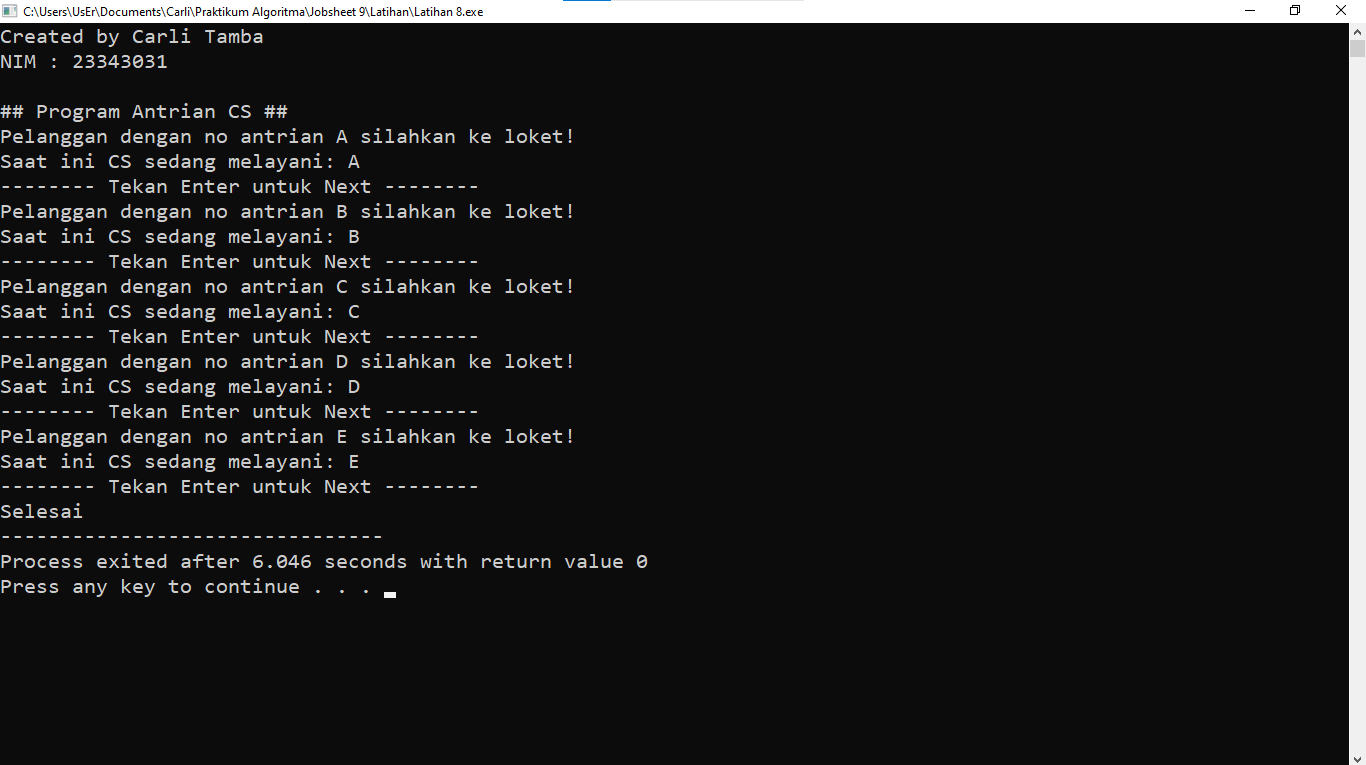 C:\Users\UsEr\Documents\Carli\Praktikum Algoritma\Jobsheet 9\Latihan\Latihan 8.exe
Created by Carli Tamba
NIM : 23343031

## Program Antrian CS ##
Pelanggan dengan no antrian A silahkan ke loket!
Saat ini CS sedang melayani: A
-------- Tekan Enter untuk Next --------
Pelanggan dengan no antrian B silahkan ke loket!
Saat ini CS sedang melayani: B
-------- Tekan Enter untuk Next --------
Pelanggan dengan no antrian C silahkan ke loket!
Saat ini CS sedang melayani: C
-------- Tekan Enter untuk Next --------
Pelanggan dengan no antrian D silahkan ke loket!
Saat ini CS sedang melayani: D
-------- Tekan Enter untuk Next --------
Pelanggan dengan no antrian E silahkan ke loket!
Saat ini CS sedang melayani: E
-------- Tekan Enter untuk Next --------
Selesai
--------------------------------
Process exited after 6.046 seconds with return value 0
Press any key to continue . . .